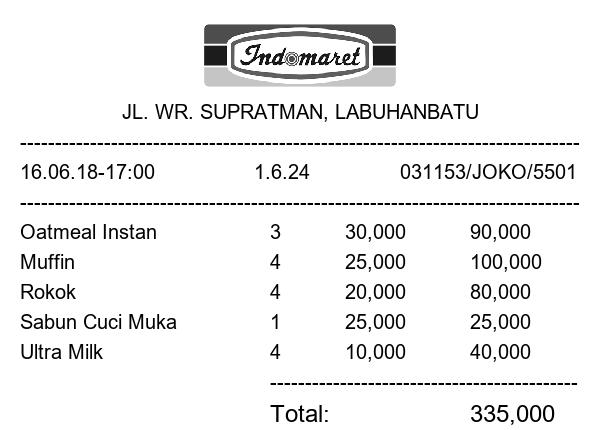 Indomaret
JL. WR. SUPRATMAN, LABUHANBATU
--------------------------------------------------------------------------------
16.06.18-17:00 1.6.24 031153/JOKO/5501
--------------------------------------------------------------------------------
Oatmeal Instan 3 30,000 90,000
Muffin 4 25,000 100,000
Rokok 4 20,000 80,000
Sabun Cuci Muka 1 25,000 25,000
Ultra Milk 4 10,000 40,000
--------------------------------------------
Total: 335,000